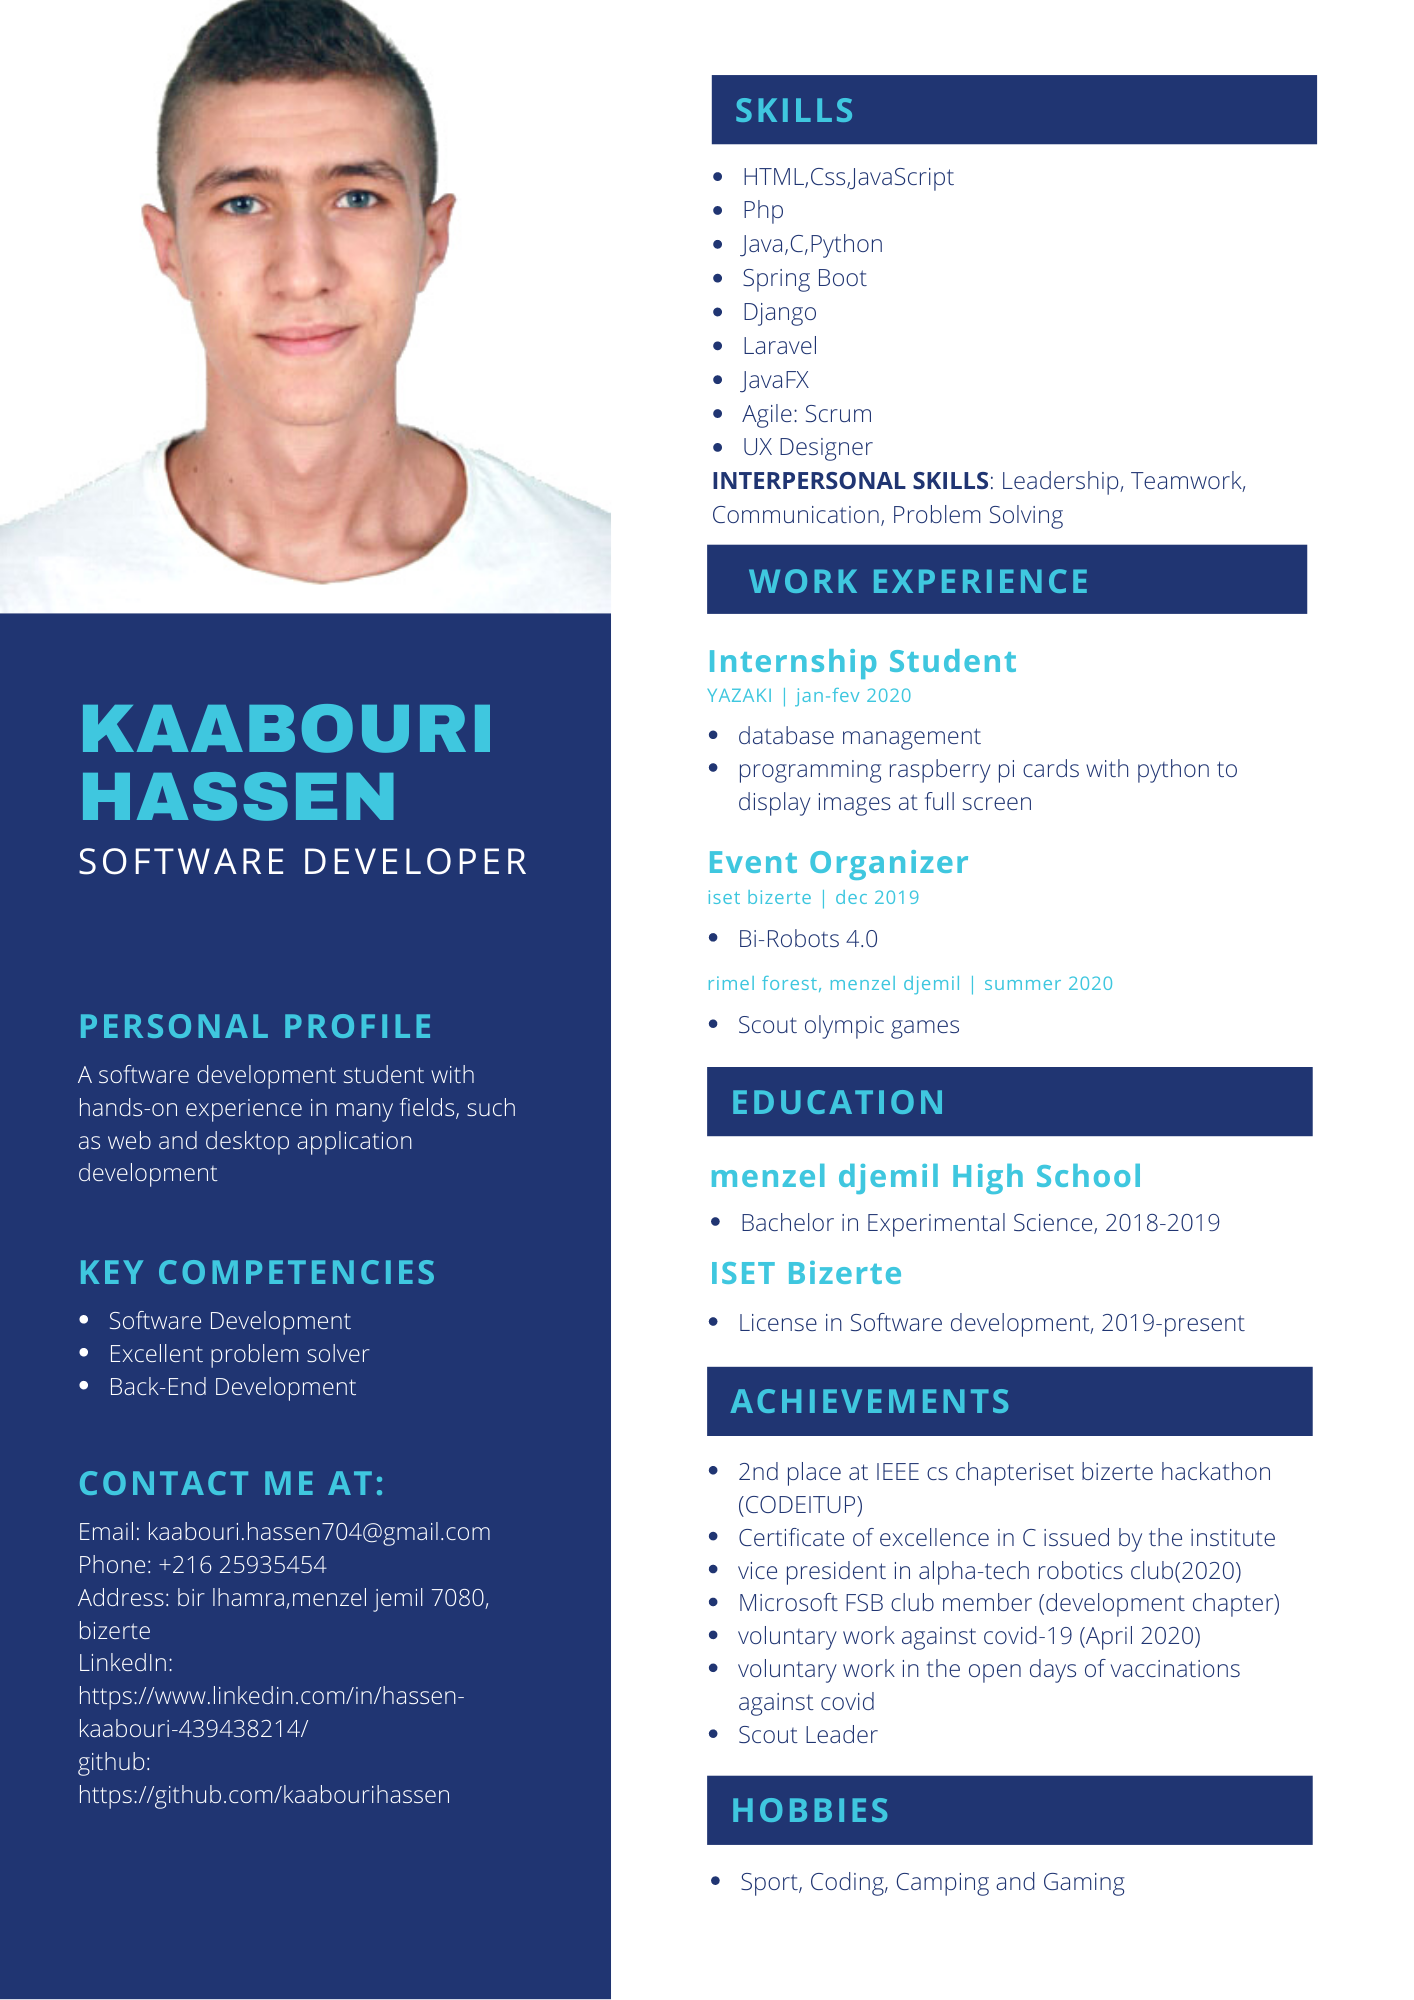 KAABOURI
HASSEN
SOFTWARE DEVELOPER
PERSONAL PROFILE
A software development student with
hands-on experience in many fields, such
as web and desktop application
development
KEY COMPETENCIES
• Software Development
• Excellent problem solver
• Back-End Development
CONTACT ME AT:
Email: kaabouri.hassen704@gmail.com
Phone: +216 25935454
Address: bir lhamra,menzel jemil 7080,
bizerte
LinkedIn:
https://www.linkedin.com/in/hassen-
kaabouri-439438214/
github:
https://github.com/kaabourihassen
SKILLS
• HTML,Css,JavaScript
• Php
• Java,C,Python
• Spring Boot
• Django
• Laravel
• JavaFX
• Agile: Scrum
• UX Designer
INTERPERSONAL SKILLS: Leadership, Teamwork,
Communication, Problem Solving
WORK EXPERIENCE
Internship Student
YAZAKI | jan-fev 2020
• database management
• programming raspberry pi cards with python to
display images at full screen
Event Organizer
iset bizerte | dec 2019
• Bi-Robots 4.0
rimel forest, menzel djemil | summer 2020
• Scout olympic games
EDUCATION
menzel djemil High School
• Bachelor in Experimental Science, 2018-2019
ISET Bizerte
• License in Software development, 2019-present
ACHIEVEMENTS
• 2nd place at IEEE cs chapteriset bizerte hackathon
(CODEITUP)
• Certificate of excellence in C issued by the institute
• vice president in alpha-tech robotics club(2020)
• Microsoft FSB club member (development chapter)
• voluntary work against covid-19 (April 2020)
• voluntary work in the open days of vaccinations
against covid
• Scout Leader
HOBBIES
• Sport, Coding, Camping and Gaming